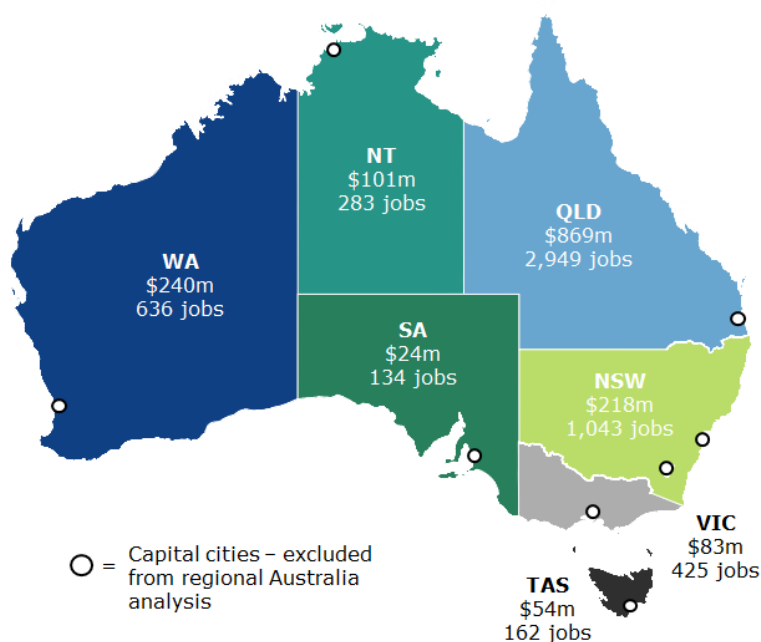 NT
$101m
283 jobs
QLD
$869m
2,949 jobs
WA
$240m
636 jobs
SA
$24m
134 jobs
NSW
$218m
1,043 jobs
VIC
$83m
425 jobs
TAS
$54m
162 jobs
= Capital cities – excluded
from regional Australia
analysis